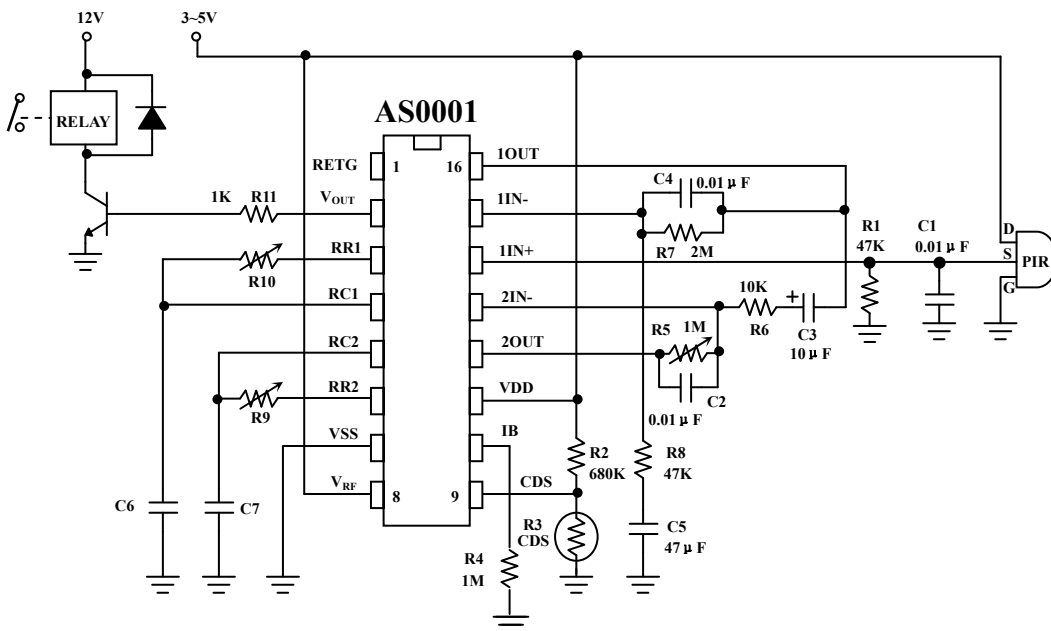 12V
3~5V
AS0001
RELAY
RETG
1
16
1OUT
C4
0.01μF
1K
R11
VOUT
1IN-
R7
2M
R1
47K
C1
0.01μF
D
S
G
PIR
R10
RR1
1IN+
10K
R6
+
C3
10μF
RC1
2IN-
R5
1M
RC2
2OUT
C2
0.01μF
R9
RR2
VDD
VSS
IB
R2
680K
R8
47K
C6
C7
VRF
8
9
CDS
R3
CDS
C5
47μF
R4
1M